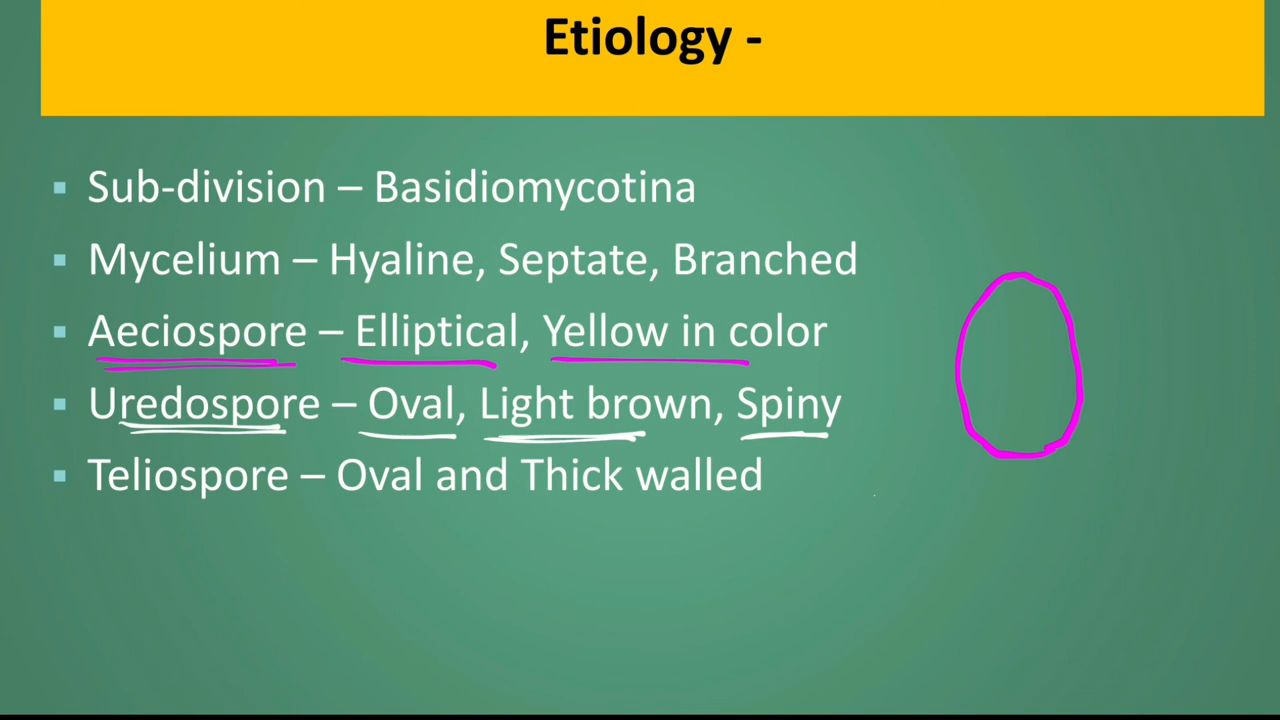 Etiology -
▪ Sub-division – Basidiomycotina
▪ Mycelium – Hyaline, Septate, Branched
▪ Aeciospore – Elliptical, Yellow in color
▪ Uredospore – Oval, Light brown, Spiny
▪ Teliospore – Oval and Thick walled